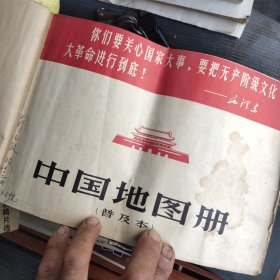 你们要关心国家大事，要把无产阶级文化
大革命进行到底！
——毛泽东
中国地图册
（普及本）